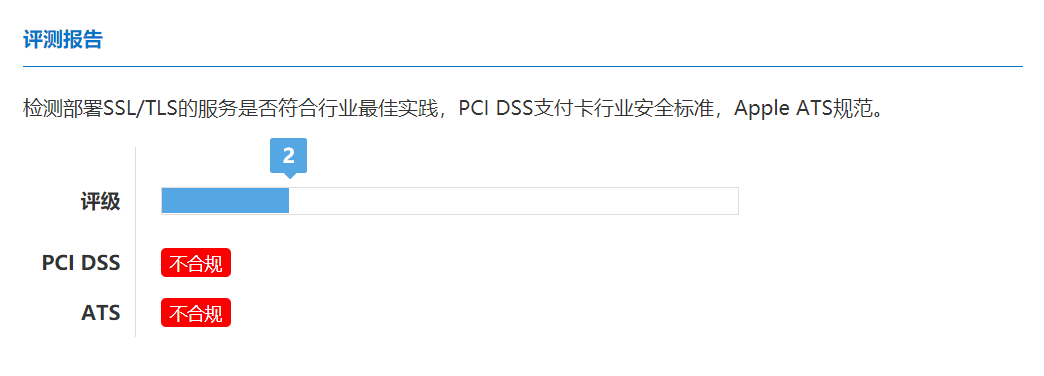 评测报告
检测部署SSL/TLS的服务是否符合行业最佳实践，PCI DSS支付卡行业安全标准，Apple ATS规范。
2
评级
PCI DSS 不合规
ATS 不合规